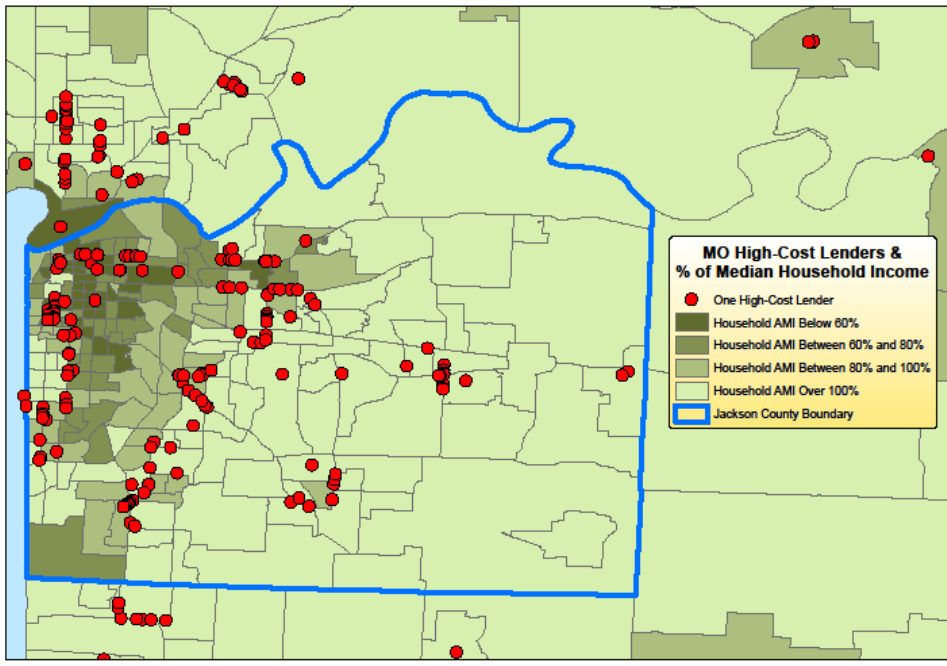 MO High-Cost Lenders &
% of Median Household Income
One High-Cost Lender
Household AMI Below 60%
Household AMI Between 60% and 80%
Household AMI Between 80% and 100%
Household AMI Over 100%
Jackson County Boundary